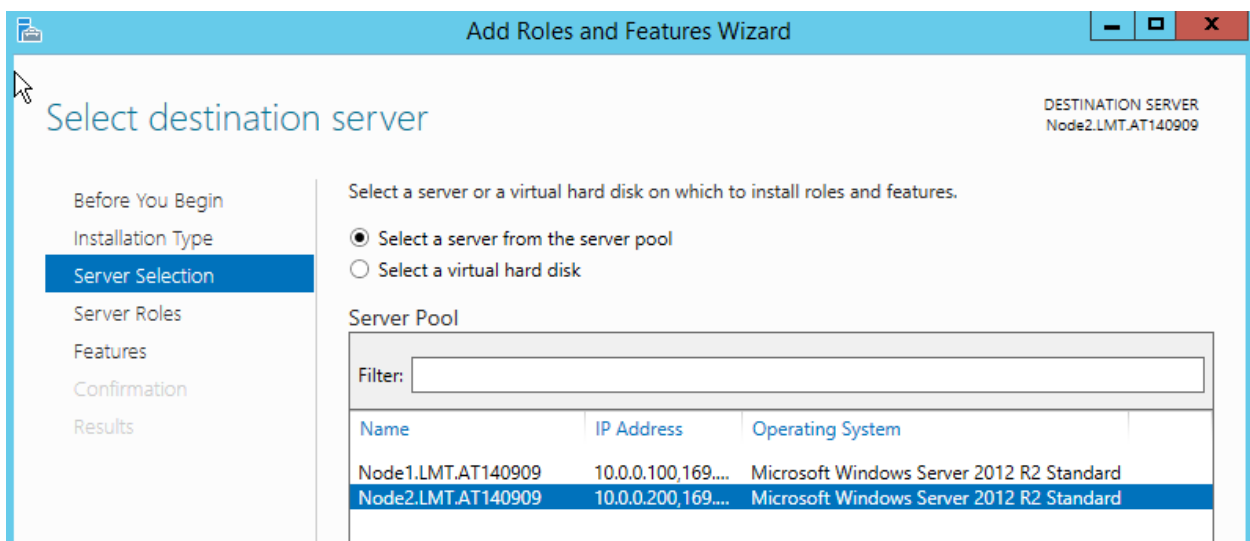 Add Roles and Features Wizard
Select destination server
DESTINATION SERVER
Node2.LMT.AT140909
Before You Begin
Installation Type
Server Selection
Server Roles
Features
Confirmation
Results
Select a server or a virtual hard disk on which to install roles and features.
Select a server from the server pool
Select a virtual hard disk
Server Pool
Filter:
Name IP Address Operating System
Node1.LMT.AT140909 10.0.0.100,169.... Microsoft Windows Server 2012 R2 Standard
Node2.LMT.AT140909 10.0.0.200,169.... Microsoft Windows Server 2012 R2 Standard